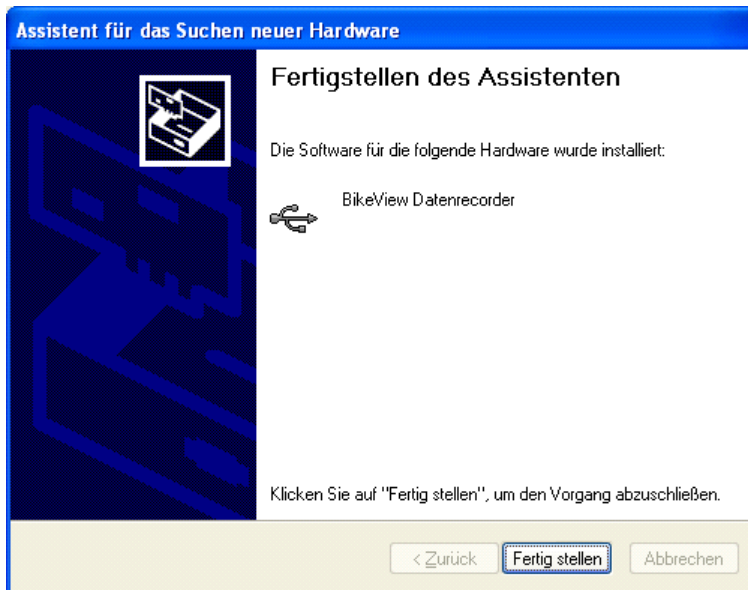 Assistent für das Suchen neuer Hardware
Fertigstellen des Assistenten
Die Software für die folgende Hardware wurde installiert:
BikeView Datenrecorder
Klicken Sie auf "Fertig stellen", um den Vorgang abzuschließen.
< Zurück Fertig stellen Abbrechen